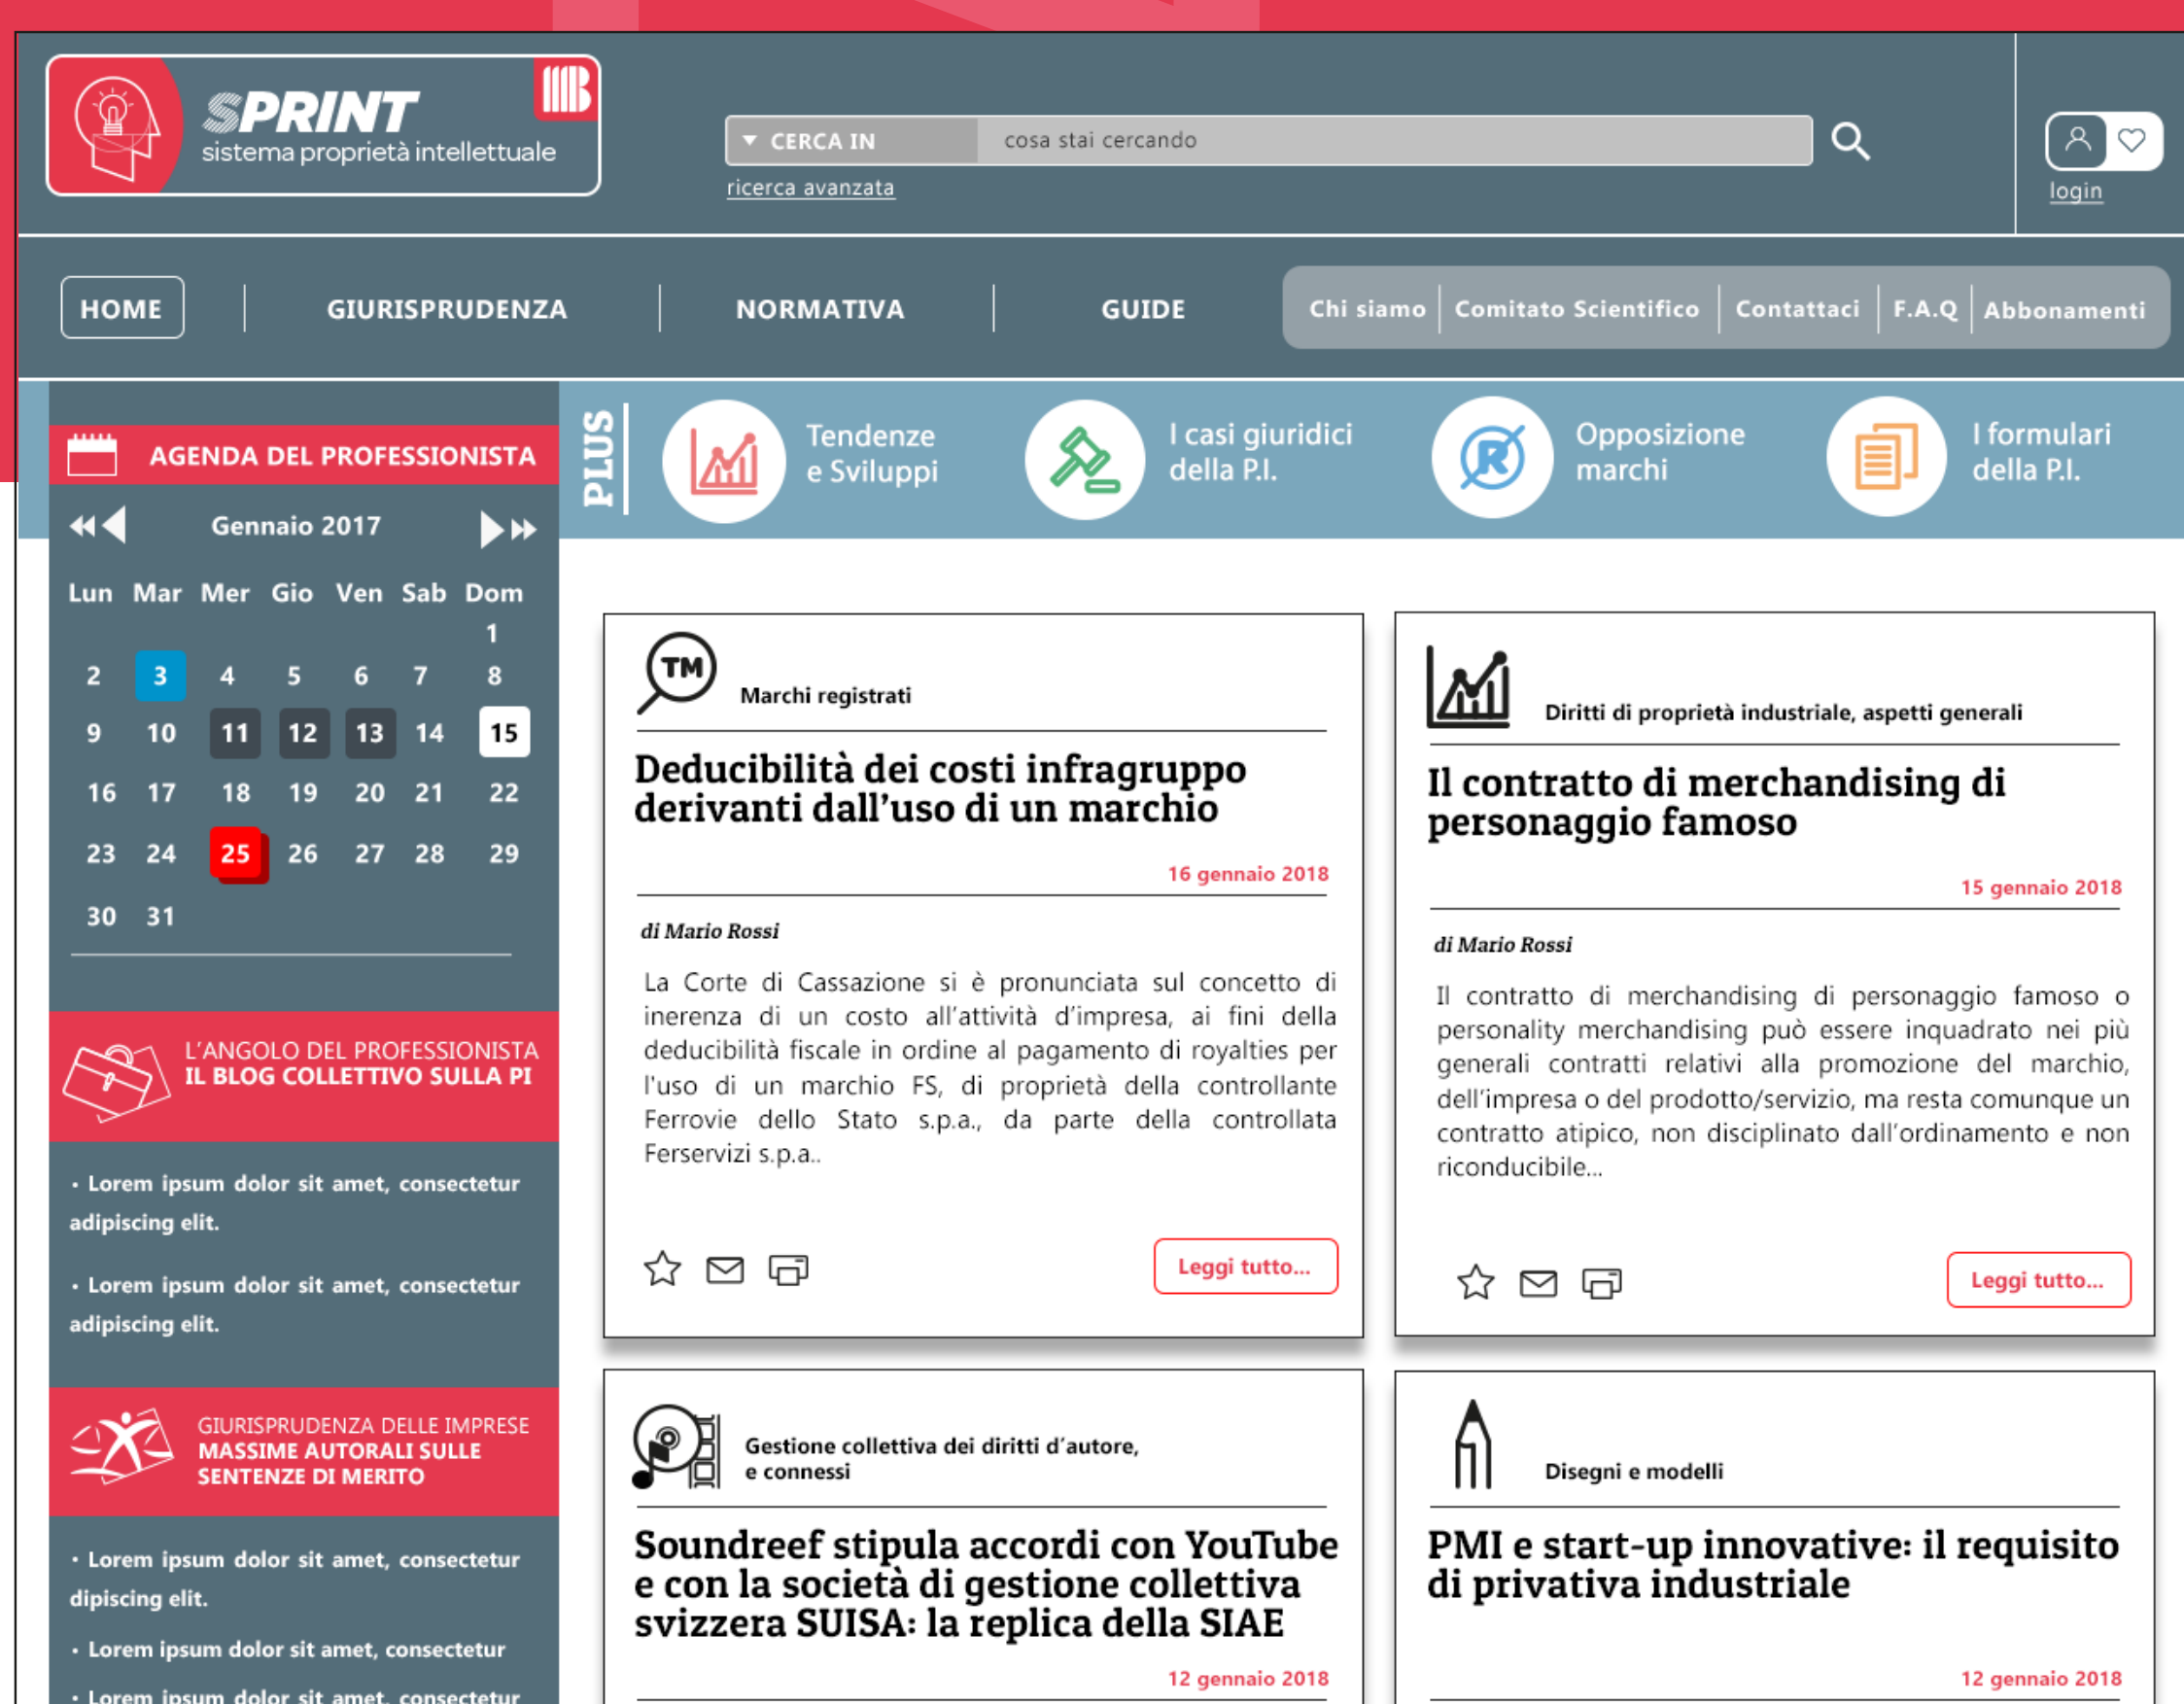 SPRINT
sistema proprietà intellettuale
CERCA IN
cosa stai cercando
ricerca avanzata
login
HOME
GIURISPRUDENZA
NORMATIVA
GUIDE
Chi siamo
Comitato Scientifico
Contattaci
F.A.Q
Abbonamenti
AGENDA DEL PROFESSIONISTA
Gennaio 2017
Lun Mar Mer Gio Ven Sab Dom
1
2 3 4 5 6 7 8
9 10 11 12 13 14 15
16 17 18 19 20 21 22
23 24 25 26 27 28 29
30 31
L'ANGOLO DEL PROFESSIONISTA
IL BLOG COLLETTIVO SULLA PI
• Lorem ipsum dolor sit amet, consectetur
adipiscing elit.
• Lorem ipsum dolor sit amet, consectetur
adipiscing elit.
GIURISPRUDENZA DELLE IMPRESE
MASSIME AUTORALI SULLE
SENTENZE DI MERITO
• Lorem ipsum dolor sit amet, consectetur
dipiscing elit.
• Lorem ipsum dolor sit amet, consectetur
• Lorem ipsum dolor sit amet, consectetur
PLUS
Tendenze
e Sviluppi
I casi giuridici
della P.I.
R
Opposizione
marchi
I formulari
della P.I.
TM
Marchi registrati
Deducibilità dei costi infragruppo
derivanti dall'uso di un marchio
16 gennaio 2018
di Mario Rossi
La Corte di Cassazione si è pronunciata sul concetto di
inerenza di un costo all'attività d'impresa, ai fini della
deducibilità fiscale in ordine al pagamento di royalties per
l'uso di un marchio FS, di proprietà della controllante
Ferrovie dello Stato s.p.a., da parte della controllata
Ferservizi s.p.a..
Leggi tutto...
Diritti di proprietà industriale, aspetti generali
Il contratto di merchandising di
personaggio famoso
15 gennaio 2018
di Mario Rossi
Il contratto di merchandising di personaggio famoso o
personality merchandising può essere inquadrato nei più
generali contratti relativi alla promozione del marchio,
dell'impresa o del prodotto/servizio, ma resta comunque un
contratto atipico, non disciplinato dall'ordinamento e non
riconducibile...
Leggi tutto...
Gestione collettiva dei diritti d'autore,
e connessi
Soundreef stipula accordi con YouTube
e con la società di gestione collettiva
svizzera SUISA: la replica della SIAE
12 gennaio 2018
Disegni e modelli
PMI e start-up innovative: il requisito
di privativa industriale
12 gennaio 2018